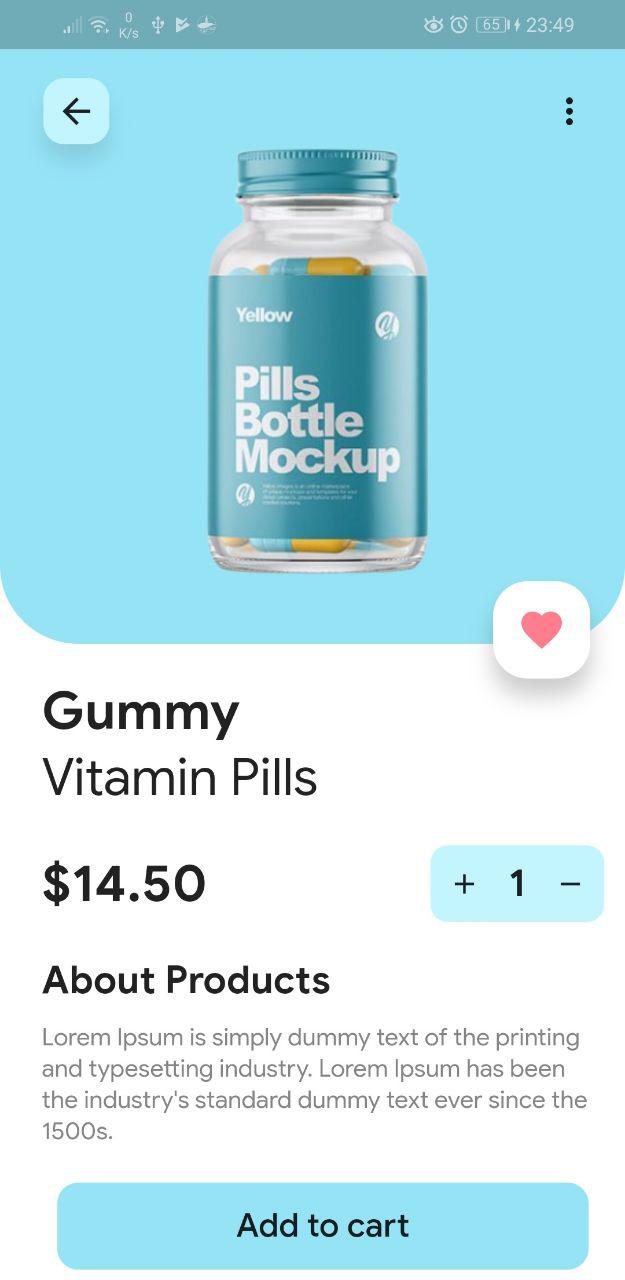 0
K/s
65
23:49
Yellow
Pills
Bottle
Mockup
Gummy
Vitamin Pills
$14.50
+ 1 −
About Products
Lorem Ipsum is simply dummy text of the printing
and typesetting industry. Lorem Ipsum has been
the industry's standard dummy text ever since the
1500s.
Add to cart